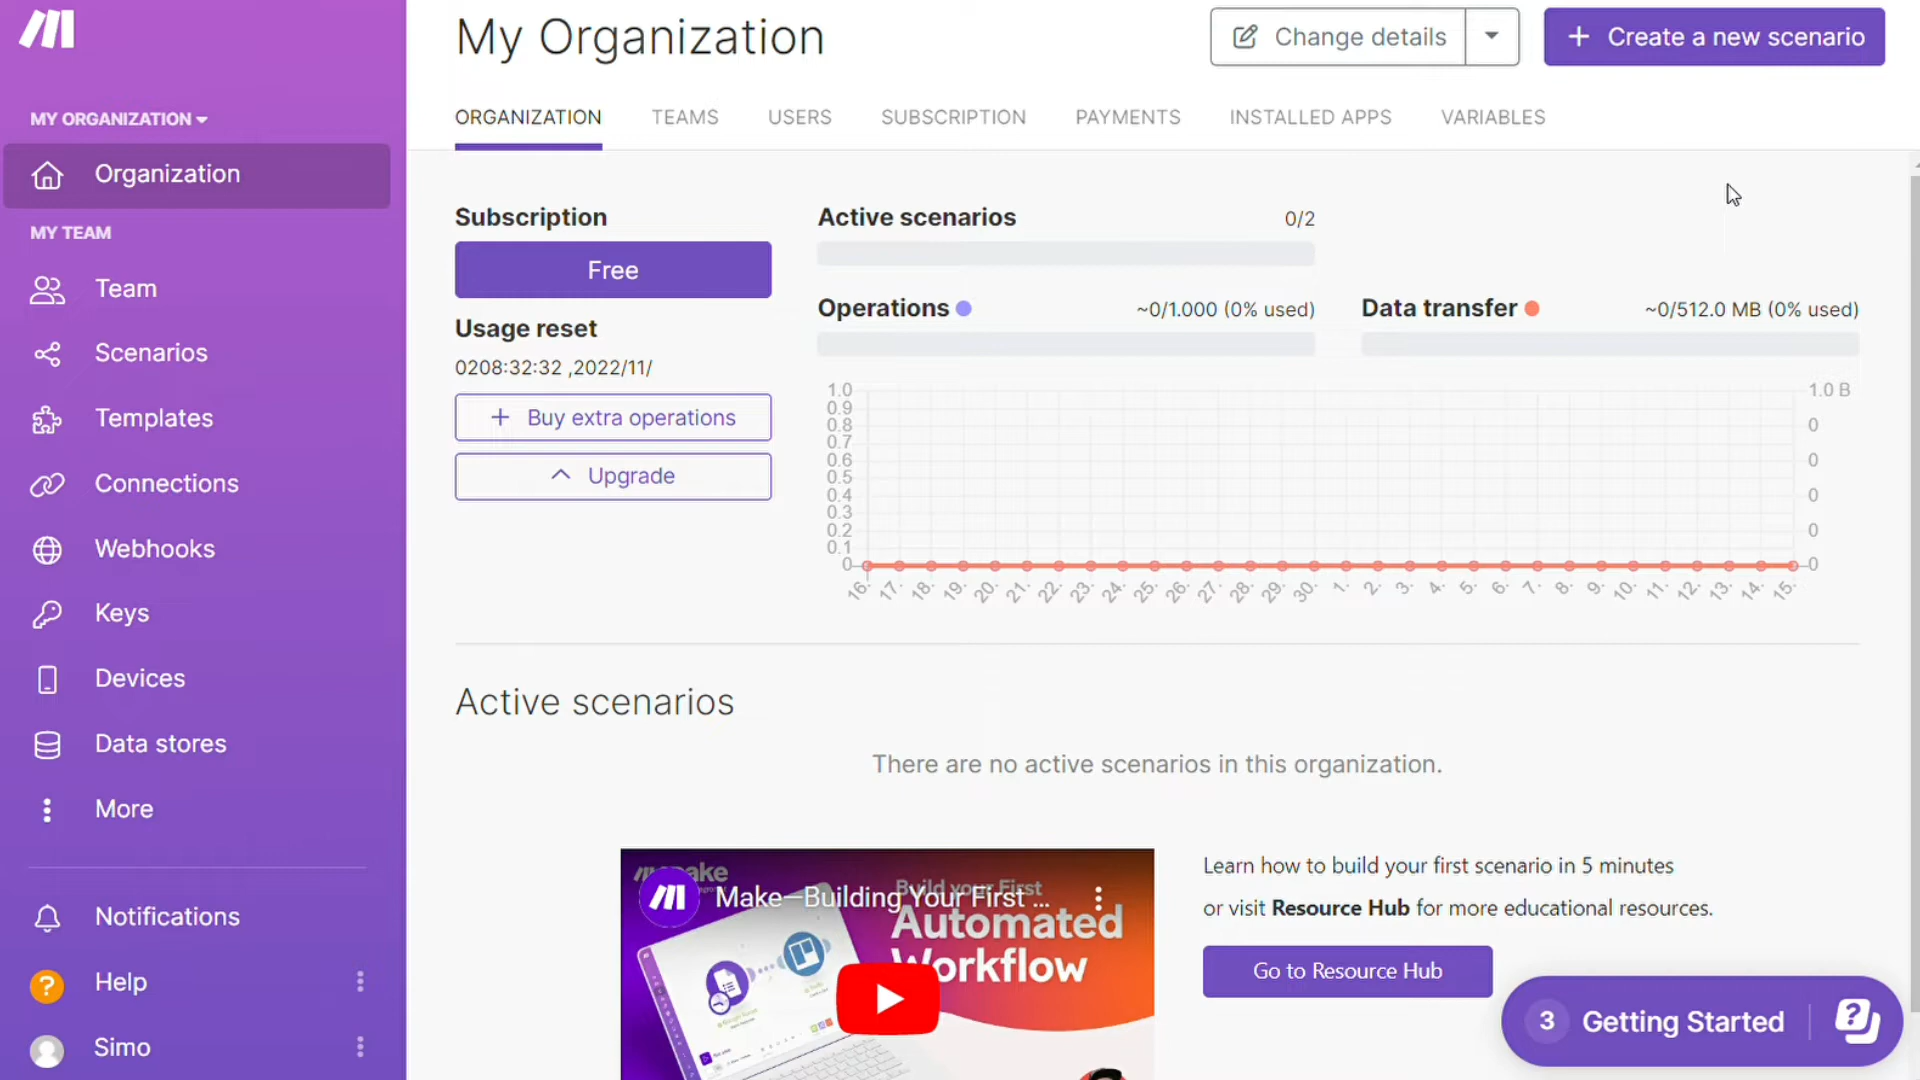 My Organization
Change details
+ Create a new scenario
MY ORGANIZATION
ORGANIZATION TEAMS USERS SUBSCRIPTION PAYMENTS INSTALLED APPS VARIABLES
Organization
MY TEAM
Team
Scenarios
Templates
Connections
Webhooks
Keys
Devices
Data stores
More
Notifications
? Help
Simo
Subscription
Free
Usage reset
0208:32:32 ,2022/11/
+ Buy extra operations
Upgrade
Active scenarios 0/2
Operations ~0/1.000 (0% used)
Data transfer ~0/512.0 MB (0% used)
1.0 1.0 B
0.9
0.8 0
0.7
0.6 0
0.5
0.4 0
0.3
0.2 0
0.1
0 0
16. 17. 18. 19. 20. 21. 22. 23. 24. 25. 26. 27. 28. 29. 30. 1. 2. 3. 4. 5. 6. 7. 8. 9. 10. 11. 12. 13. 14. 15.
Active scenarios
There are no active scenarios in this organization.
make
Make—Building Your First ...
Build your First
Automated
Workflow
Learn how to build your first scenario in 5 minutes
or visit Resource Hub for more educational resources.
Go to Resource Hub
3 Getting Started ?